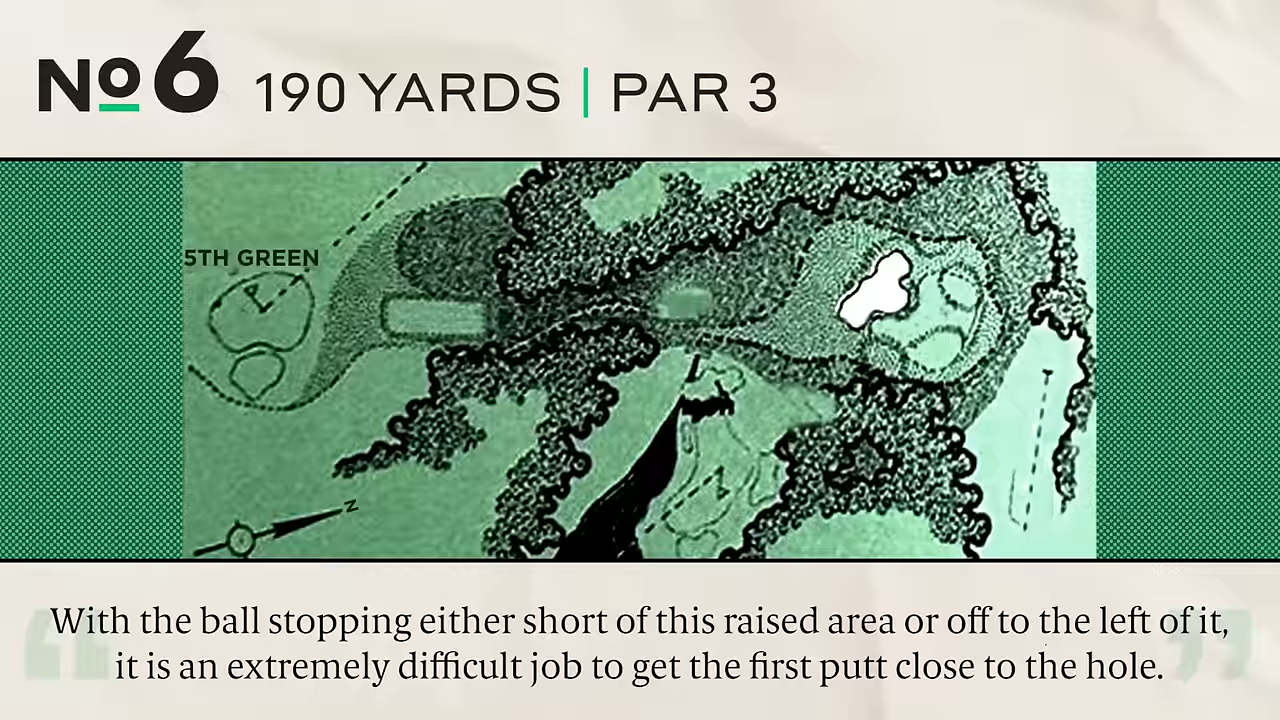 Nº6 190 YARDS | PAR 3
5TH GREEN
N
With the ball stopping either short of this raised area or off to the left of it,
it is an extremely difficult job to get the first putt close to the hole.